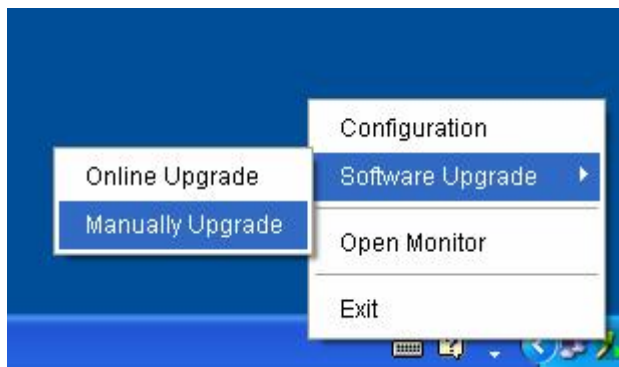 Configuration
Software Upgrade
Online Upgrade
Manually Upgrade
Open Monitor
Exit